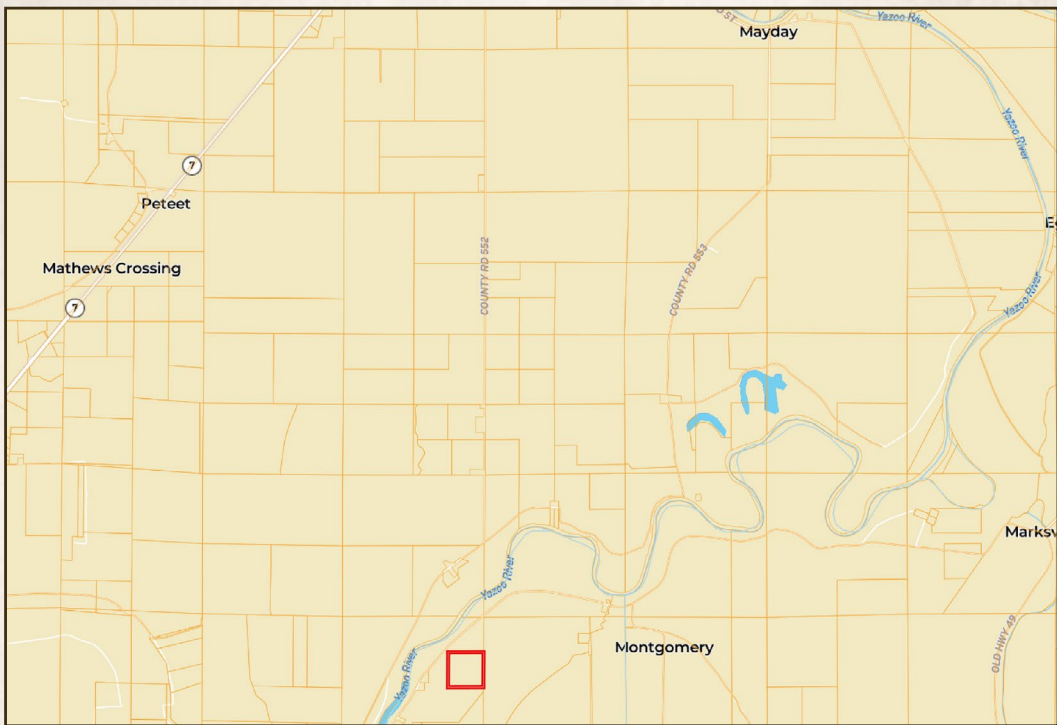 Mayday
Yazoo River
Yazoo River
7
Peteet
Mathews Crossing
COUNTY RD 552
COUNTY RD 553
Yazoo River
7
Marksv
Yazoo River
OLD HWY 49
Montgomery
Yazoo River